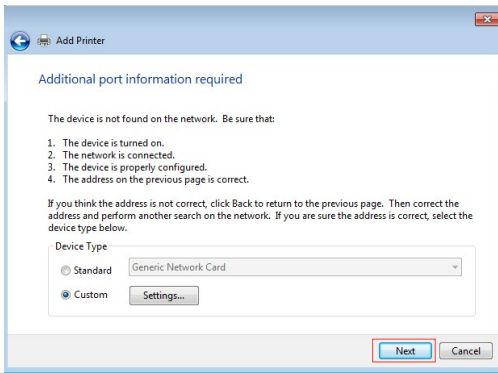 Add Printer
Additional port information required
The device is not found on the network. Be sure that:
1. The device is turned on.
2. The network is connected.
3. The device is properly configured.
4. The address on the previous page is correct.
If you think the address is not correct, click Back to return to the previous page. Then correct the
address and perform another search on the network. If you are sure the address is correct, select the
device type below.
Device Type
Standard
Generic Network Card
Custom
Settings...
Next
Cancel